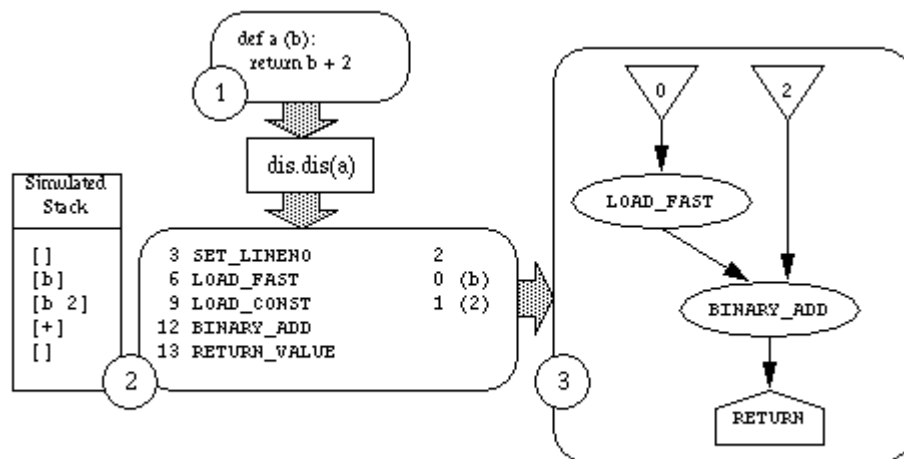 def a (b):
return b + 2
1
dis.dis(a)
Simulated
Stack
[]
[b]
[b 2]
[+]
[]
3 SET_LINENO 2
6 LOAD_FAST 0 (b)
9 LOAD_CONST 1 (2)
12 BINARY_ADD
13 RETURN_VALUE
2
0 2
LOAD_FAST
BINARY_ADD
RETURN
3